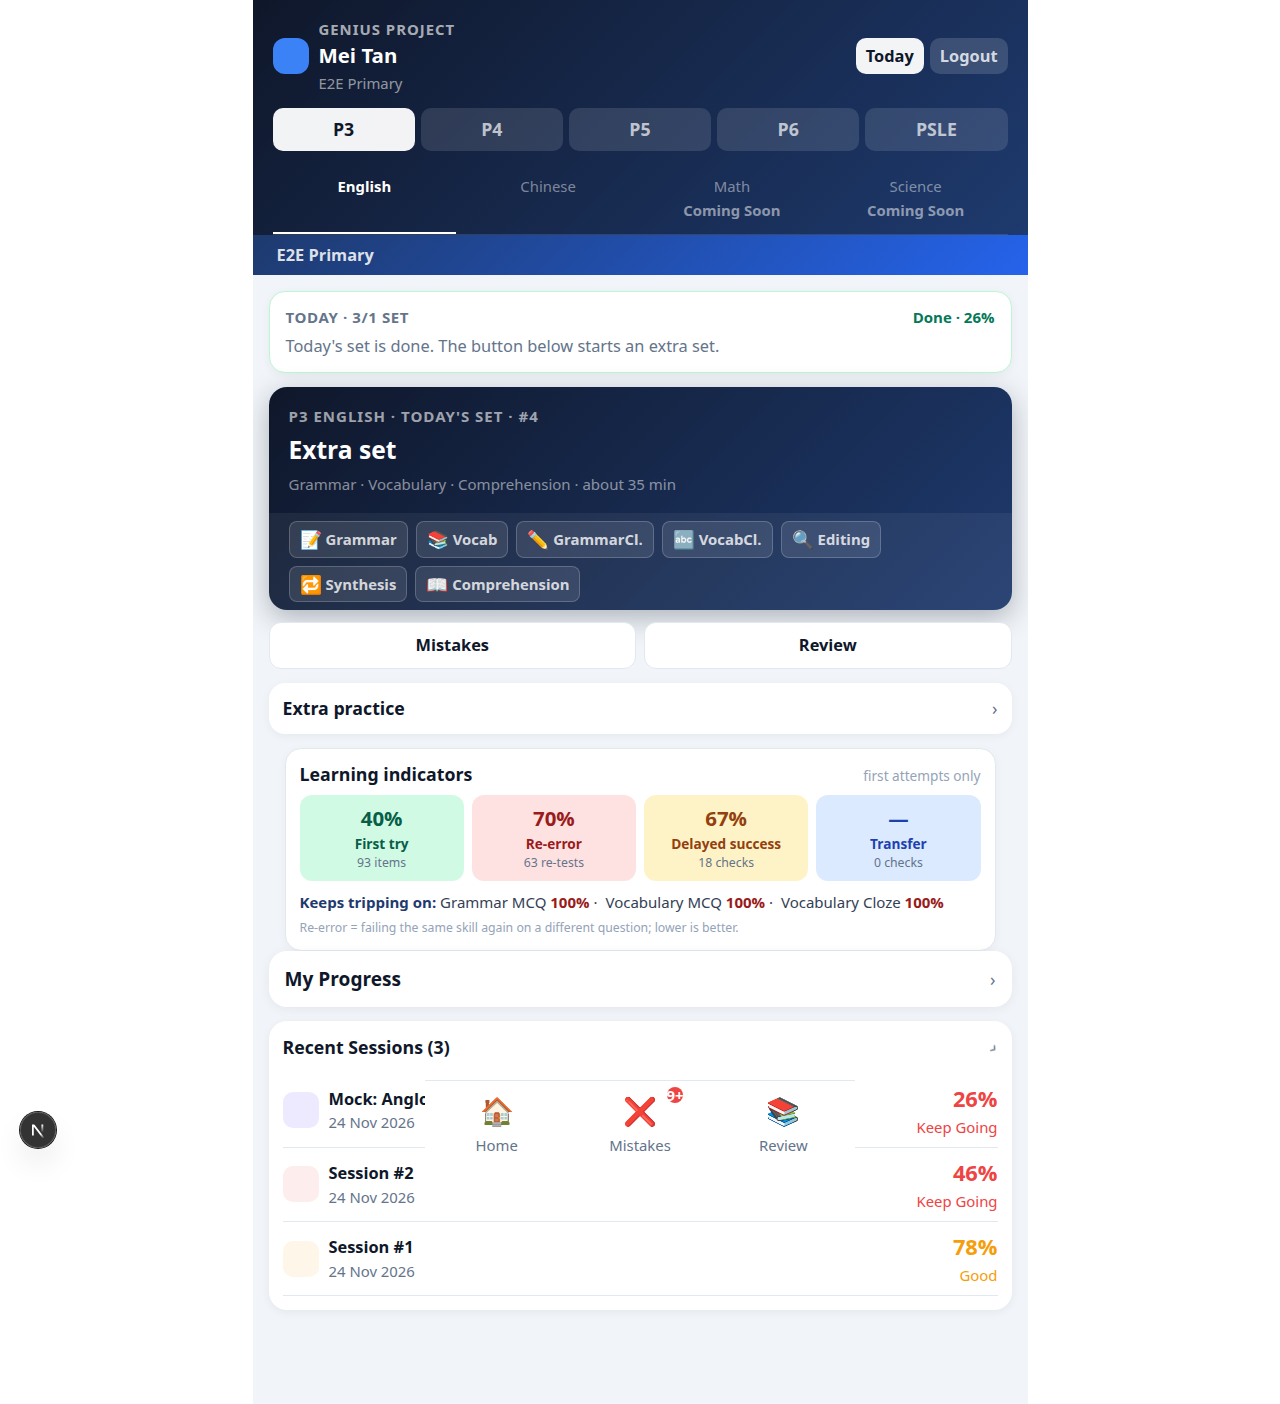 GENIUS PROJECT
Mei Tan
E2E Primary
Today
Logout
P3 P4 P5 P6 PSLE
English Chinese Math Science
Coming Soon Coming Soon
E2E Primary
TODAY · 3/1 SET Done · 26%
Today's set is done. The button below starts an extra set.
P3 ENGLISH · TODAY'S SET · #4
Extra set
Grammar · Vocabulary · Comprehension · about 35 min
Grammar Vocab GrammarCl. VocabCl. Editing
Synthesis Comprehension
Mistakes Review
Extra practice ›
Learning indicators first attempts only
40% 70% 67% —
First try Re-error Delayed success Transfer
93 items 63 re-tests 18 checks 0 checks
Keeps tripping on: Grammar MCQ 100% · Vocabulary MCQ 100% · Vocabulary Cloze 100%
Re-error = failing the same skill again on a different question; lower is better.
My Progress ›
Recent Sessions (3) ›
Mock: Anglo 26%
24 Nov 2026 Keep Going
9+
Home Mistakes Review
Session #2 46%
24 Nov 2026 Keep Going
Session #1 78%
24 Nov 2026 Good
N